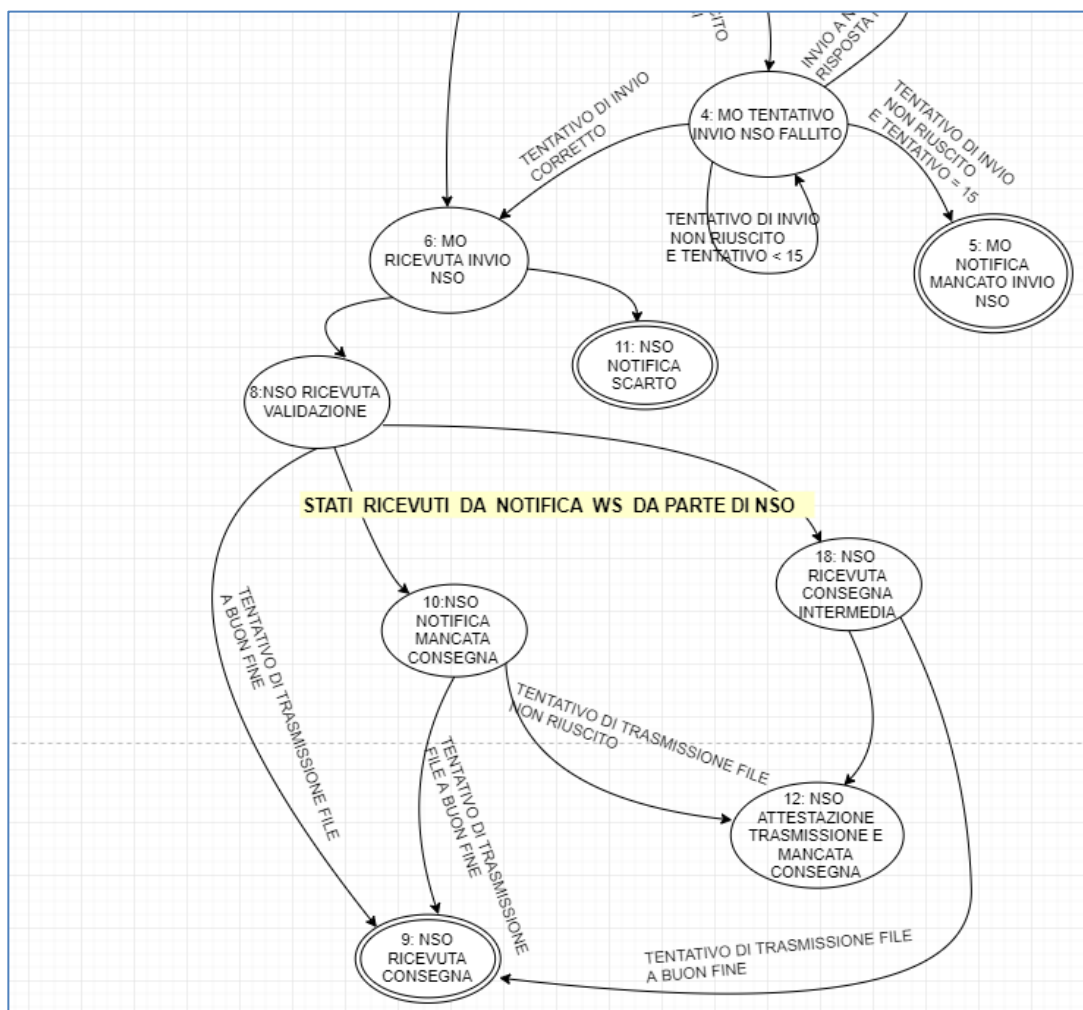 INVIO A
RISPOSTA
4: MO TENTATIVO
INVIO NSO FALLITO
TENTATIVO DI INVIO
CORRETTO
TENTATIVO DI INVIO
NON RIUSCITO
E TENTATIVO = 15
TENTATIVO DI INVIO
NON RIUSCITO
E TENTATIVO < 15
6: MO
RICEVUTA INVIO
NSO
5: MO
NOTIFICA
MANCATO INVIO
NSO
11: NSO
NOTIFICA
SCARTO
8:NSO RICEVUTA
VALIDAZIONE
STATI RICEVUTI DA NOTIFICA WS DA PARTE DI NSO
18: NSO
RICEVUTA
CONSEGNA
INTERMEDIA
10:NSO
NOTIFICA
MANCATA
CONSEGNA
TENTATIVO DI TRASMISSIONE FILE
A BUON FINE
TENTATIVO DI TRASMISSIONE FILE
NON RIUSCITO
TENTATIVO DI TRASMISSIONE
FILE A BUON FINE
12: NSO
ATTESTAZIONE
TRASMISSIONE E
MANCATA
CONSEGNA
9: NSO
RICEVUTA
CONSEGNA
TENTATIVO DI TRASMISSIONE FILE
A BUON FINE